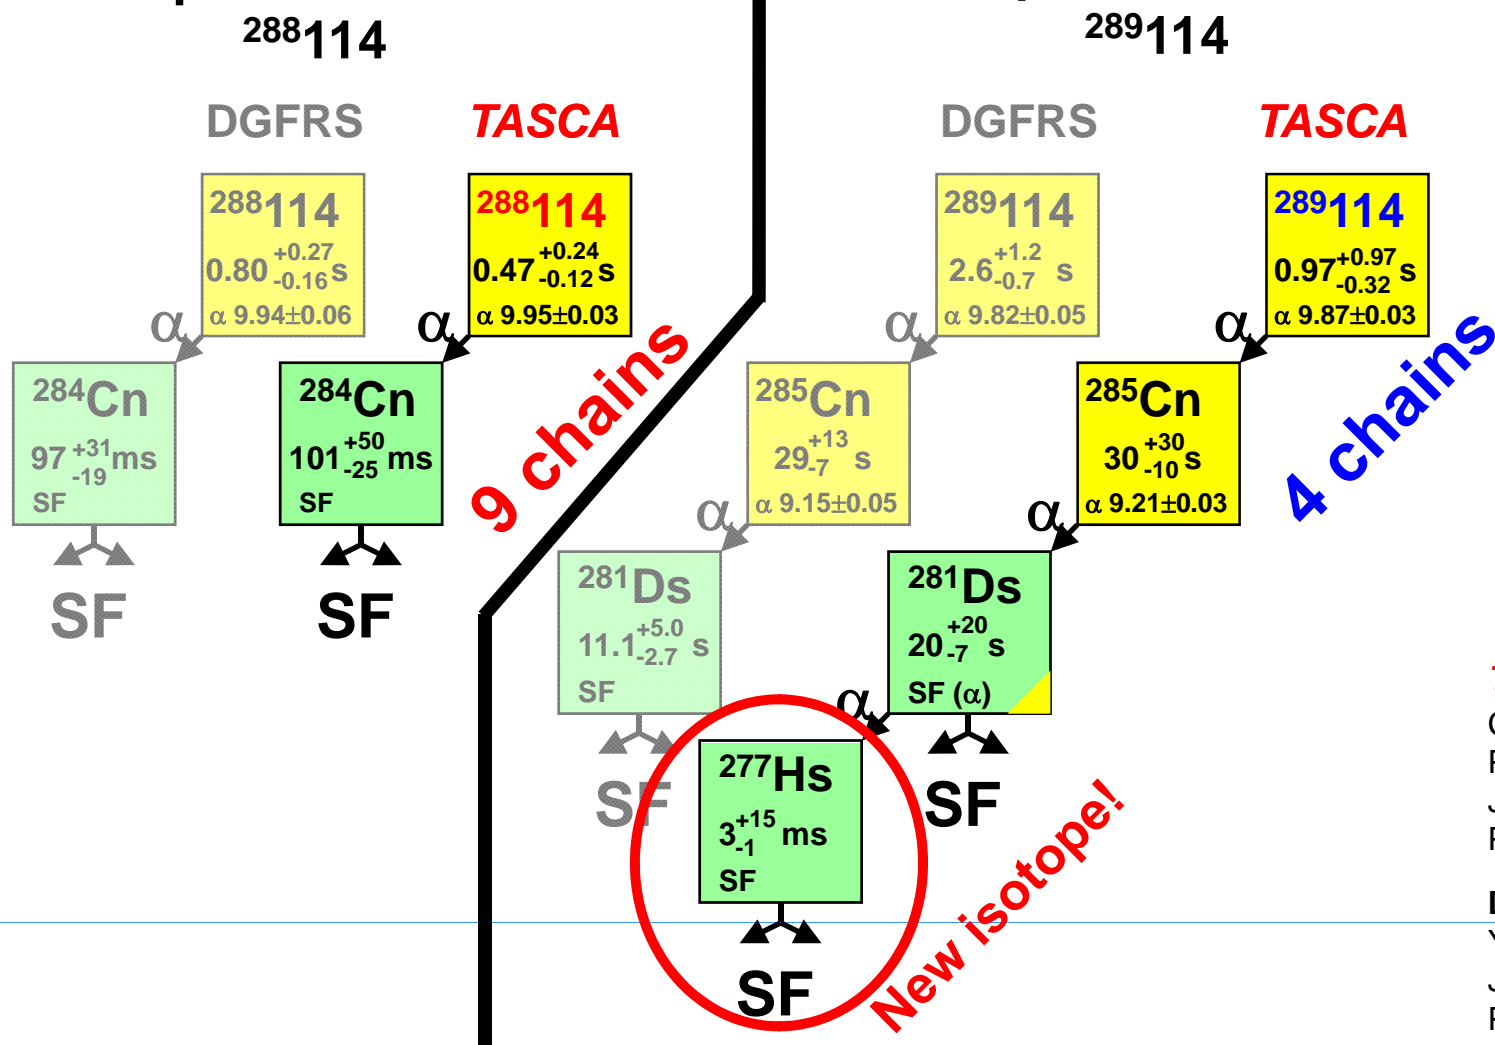 ²⁸⁸114
DGFRS
TASCA
²⁸⁸114
0.80 +0.27 -0.16 s
α 9.94±0.06
α
²⁸⁴Cn
97 +31 -19 ms
SF
SF
²⁸⁸114
0.47 +0.24 -0.12 s
α 9.95±0.03
α
²⁸⁴Cn
101 +50 -25 ms
SF
SF
9 chains
²⁸⁹114
DGFRS
TASCA
²⁸⁹114
2.6 +1.2 -0.7 s
α 9.82±0.05
α
²⁸⁵Cn
29 +13 -7 s
α 9.15±0.05
α
²⁸¹Ds
11.1 +5.0 -2.7 s
SF
SF
²⁸⁹114
0.97 +0.97 -0.32 s
α 9.87±0.03
α
²⁸⁵Cn
30 +30 -10 s
α 9.21±0.03
α
²⁸¹Ds
20 +20 -7 s
SF (α)
SF
α
²⁷⁷Hs
3 +15 -1 ms
SF
SF
4 chains
New isotope!